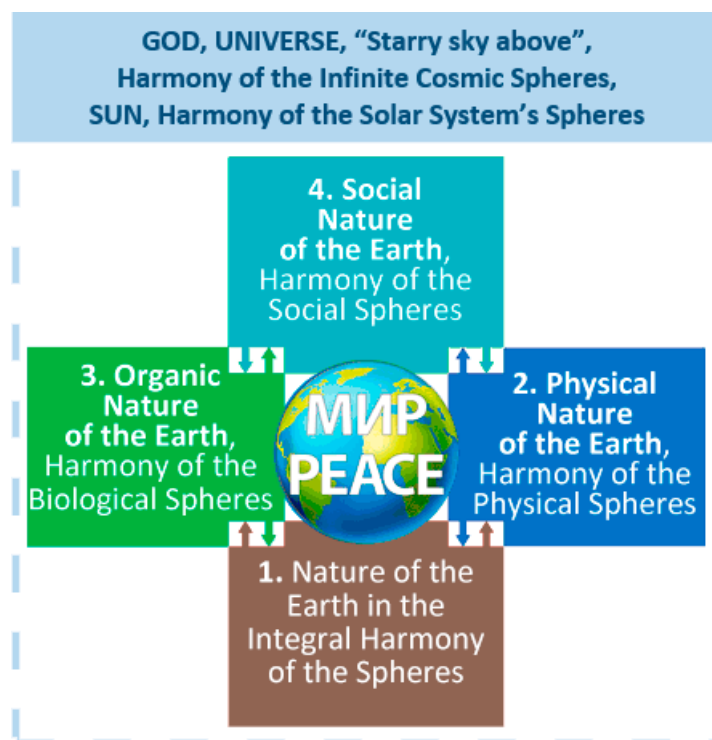 GOD, UNIVERSE, “Starry sky above”,
Harmony of the Infinite Cosmic Spheres,
SUN, Harmony of the Solar System’s Spheres
4. Social
Nature
of the Earth,
Harmony of the
Social Spheres
3. Organic
Nature
of the Earth,
Harmony of the
Biological Spheres
МИР
PEACE
2. Physical
Nature
of the Earth,
Harmony of the
Physical Spheres
1. Nature of the
Earth in the
Integral Harmony
of the Spheres